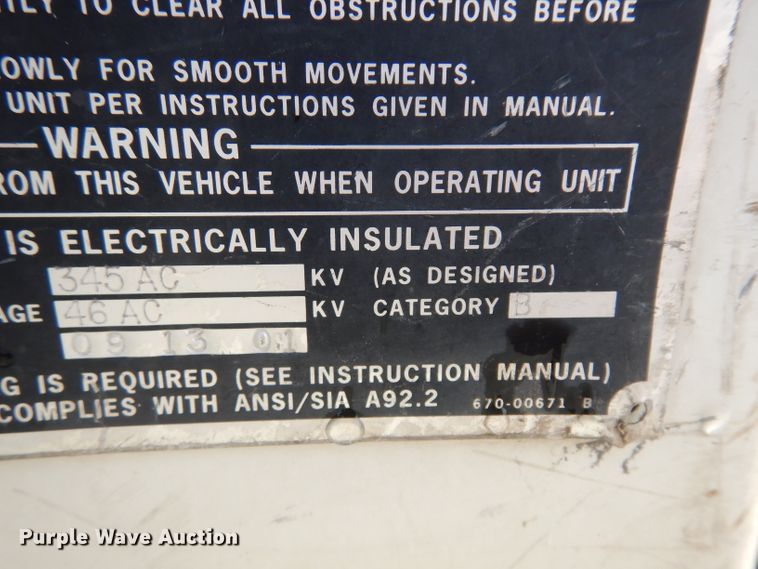 TO CLEAR ALL OBSTRUCTIONS BEFORE
FOR SMOOTH MOVEMENTS.
UNIT PER INSTRUCTIONS GIVEN IN MANUAL.
WARNING
ROM THIS VEHICLE WHEN OPERATING UNIT
IS ELECTRICALLY INSULATED
345 AC KV (AS DESIGNED)
AGE 46 AC KV CATEGORY B
09 13 01
G IS REQUIRED (SEE INSTRUCTION MANUAL)
COMPLIES WITH ANSI/SIA A92.2 670-00671 B
Purple Wave Auction